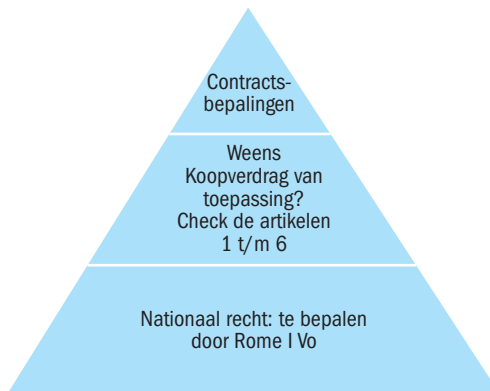 Contracts-
bepalingen
Weens
Koopverdrag van
toepassing?
Check de artikelen
1 t/m 6
Nationaal recht: te bepalen
door Rome I Vo